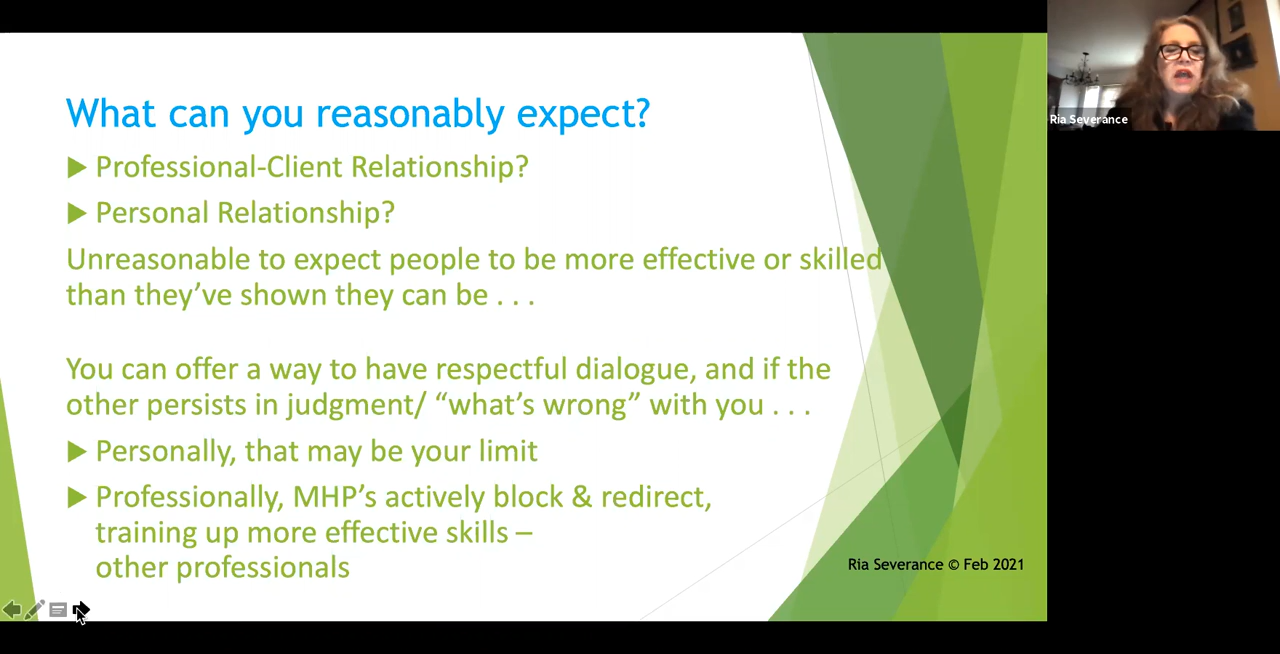 What can you reasonably expect?
Professional-Client Relationship?
Personal Relationship?
Unreasonable to expect people to be more effective or skilled
than they’ve shown they can be . . .
You can offer a way to have respectful dialogue, and if the
other persists in judgment/ “what’s wrong” with you . . .
Personally, that may be your limit
Professionally, MHP’s actively block & redirect,
training up more effective skills –
other professionals
Ria Severance © Feb 2021
Ria Severance